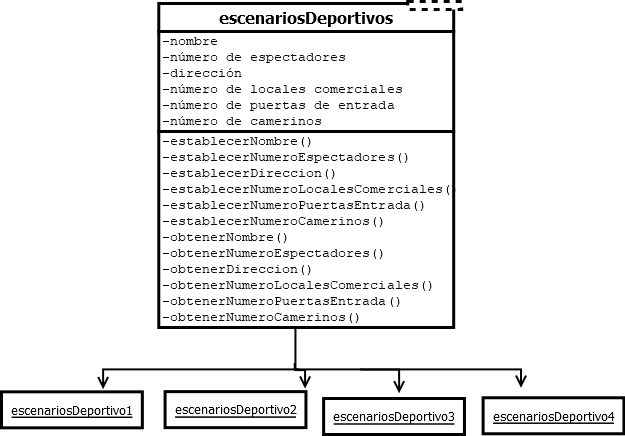 escenariosDeportivos
-nombre
-número de espectadores
-dirección
-número de locales comerciales
-número de puertas de entrada
-número de camerinos
-establecerNombre()
-establecerNumeroEspectadores()
-establecerDireccion()
-establecerNumeroLocalesComerciales()
-establecerNumeroPuertasEntrada()
-establecerNumeroCamerinos()
-obtenerNombre()
-obtenerNumeroEspectadores()
-obtenerDireccion()
-obtenerNumeroLocalesComerciales()
-obtenerNumeroPuertasEntrada()
-obtenerNumeroCamerinos()
escenariosDeportivo1
escenariosDeportivo2
escenariosDeportivo3
escenariosDeportivo4